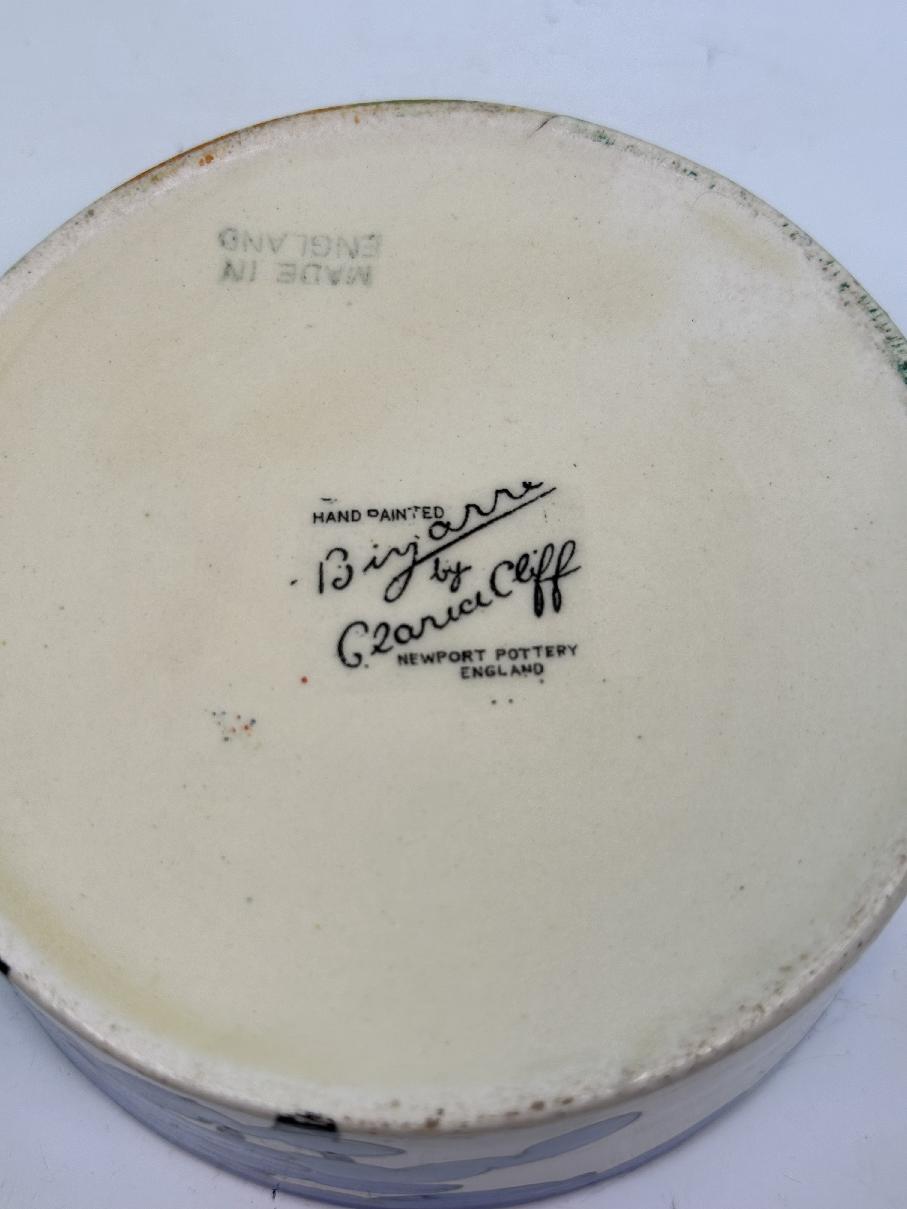 MADE IN
ENGLAND
HAND PAINTED
Bizarre
by
Clarice Cliff
NEWPORT POTTERY
ENGLAND